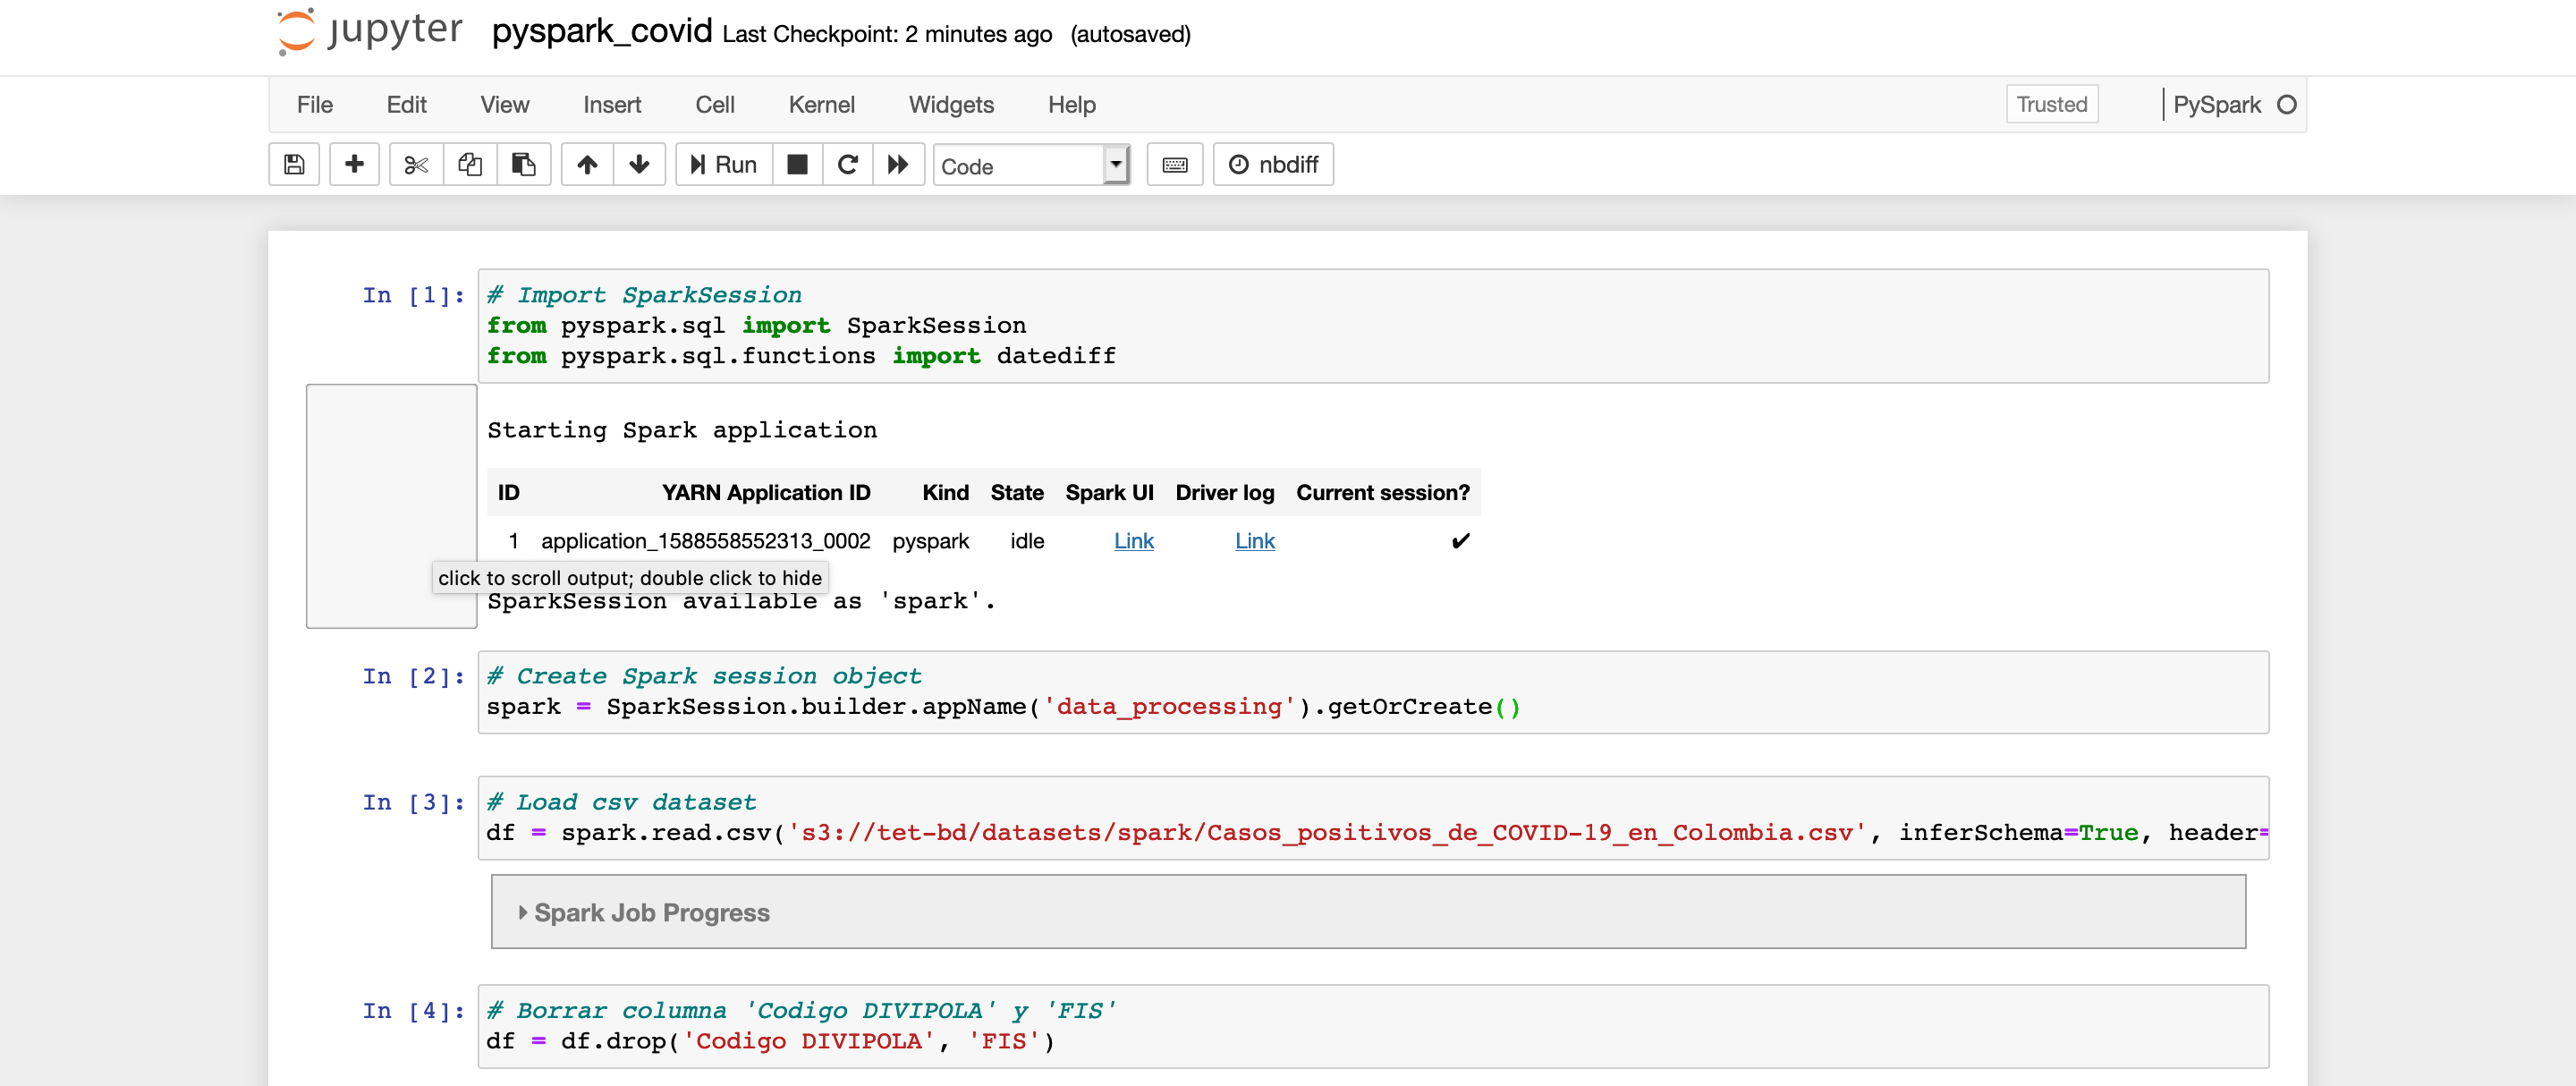 jupyter pyspark_covid Last Checkpoint: 2 minutes ago (autosaved)
File Edit View Insert Cell Kernel Widgets Help Trusted PySpark
Run Code nbdiff
In [1]: # Import SparkSession
from pyspark.sql import SparkSession
from pyspark.sql.functions import datediff
Starting Spark application
ID YARN Application ID Kind State Spark UI Driver log Current session?
1 application_1588558552313_0002 pyspark idle Link Link ✔
click to scroll output; double click to hide
SparkSession available as 'spark'.
In [2]: # Create Spark session object
spark = SparkSession.builder.appName('data_processing').getOrCreate()
In [3]: # Load csv dataset
df = spark.read.csv('s3://tet-bd/datasets/spark/Casos_positivos_de_COVID-19_en_Colombia.csv', inferSchema=True, header=
Spark Job Progress
In [4]: # Borrar columna 'Codigo DIVIPOLA' y 'FIS'
df = df.drop('Codigo DIVIPOLA', 'FIS')